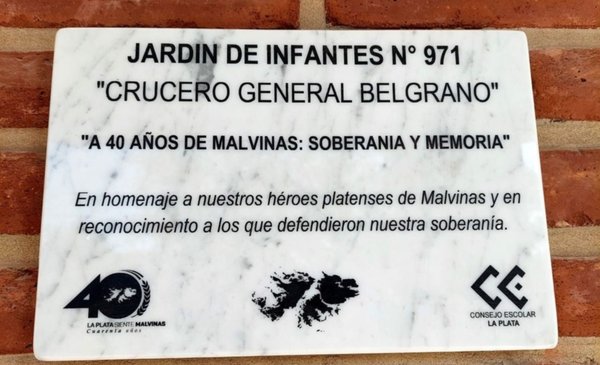 JARDIN DE INFANTES N° 971
"CRUCERO GENERAL BELGRANO"
"A 40 AÑOS DE MALVINAS: SOBERANIA Y MEMORIA"
En homenaje a nuestros héroes platenses de Malvinas y en
reconocimiento a los que defendieron nuestra soberanía.
40
LA PLATA SIENTE MALVINAS
Cuarenta años
CE
CONSEJO ESCOLAR
LA PLATA